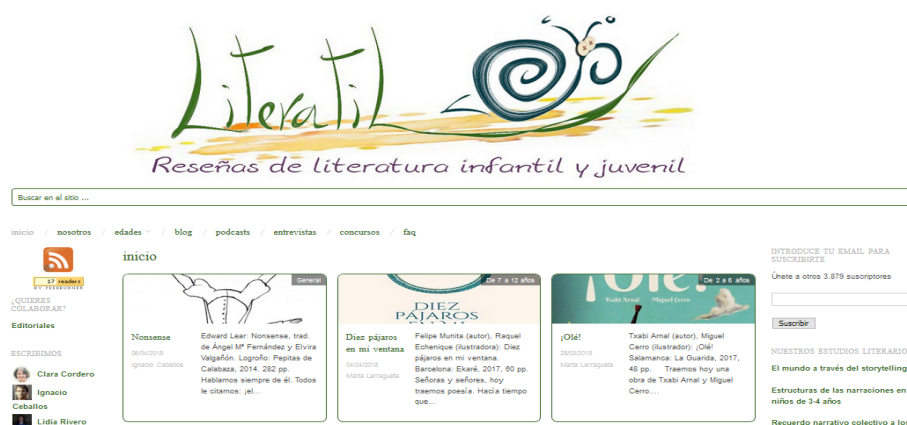 LiteratiL
Reseñas de literatura infantil y juvenil
Buscar en el sitio ...
inicio / nosotros / edades / blog / podcasts / entrevistas / concursos / faq
17 readers
BY FEEDBURNER
¿QUIERES
COLABORAR?
Editoriales
ESCRIBIMOS
Clara Cordero
Ignacio
Ceballos
Lidia Rivero
inicio
General
Nonsense
06/04/2018
Ignacio Ceballos
Edward Lear: Nonsense, trad.
de Ángel Mª Fernández y Elvira
Valgañón. Logroño: Pepitas de
Calabaza, 2014. 282 pp.
Hablamos siempre de él. Todos
le citamos: ¡el...
De 7 a 12 años
DIEZ
PÁJAROS
EN MI
Diez pájaros
en mi ventana
04/04/2018
Marta Larragueta
Felipe Munita (autor), Raquel
Echenique (ilustradora): Diez
pájaros en mi ventana.
Barcelona: Ekaré, 2017, 60 pp.
Señoras y señores, hoy
traemos poesía. Hacía tiempo
que...
De 2 a 6 años
¡Olé!
Txabi Arnal Miguel Cerro
¡Olé!
28/03/2018
Marta Larragueta
Txabi Arnal (autor), Miguel
Cerro (ilustrador): ¡Olé!
Salamanca: La Guarida, 2017,
48 pp. Traemos hoy una
obra de Txabi Arnal y Miguel
Cerro....
INTRODUCE TU EMAIL PARA
SUSCRIBIRTE
Únete a otros 3.879 suscriptores
Suscribir
NUESTROS ESTUDIOS LITERARIO
El mundo a través del storytelling
Estructuras de las narraciones en
niños de 3-4 años
Recuerdo narrativo colectivo a los